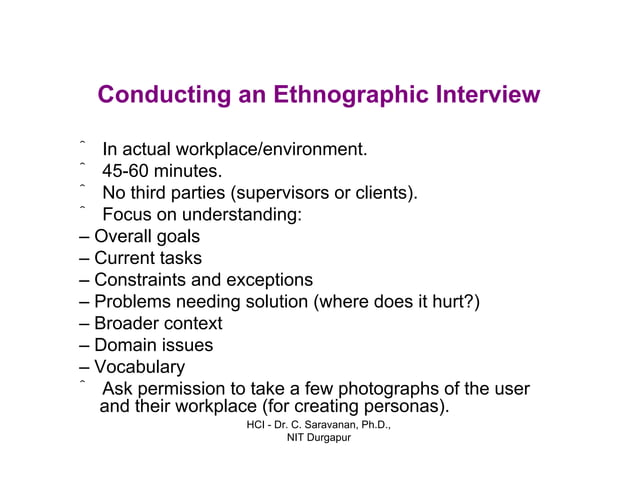 Conducting an Ethnographic Interview
ˆ In actual workplace/environment.
ˆ 45-60 minutes.
ˆ No third parties (supervisors or clients).
ˆ Focus on understanding:
– Overall goals
– Current tasks
– Constraints and exceptions
– Problems needing solution (where does it hurt?)
– Broader context
– Domain issues
– Vocabulary
ˆ Ask permission to take a few photographs of the user
and their workplace (for creating personas).
HCI - Dr. C. Saravanan, Ph.D.,
NIT Durgapur